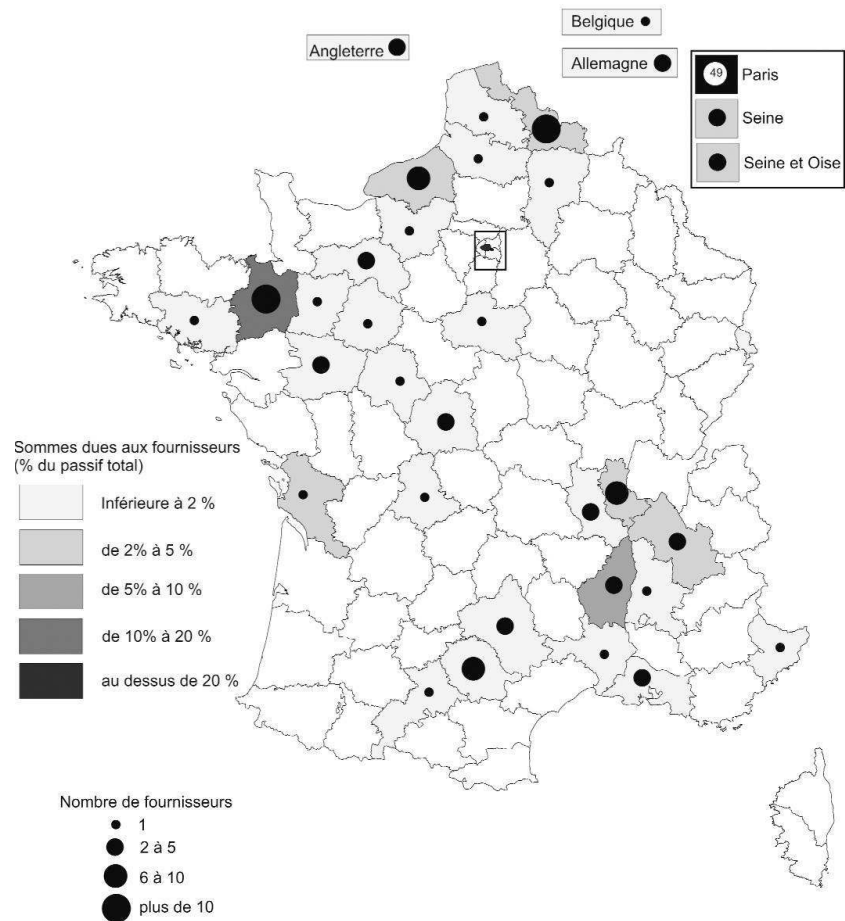 Belgique
Angleterre
Allemagne
49 Paris
Seine
Seine et Oise
Sommes dues aux fournisseurs
(% du passif total)
Inférieure à 2 %
de 2% à 5 %
de 5% à 10 %
de 10% à 20 %
au dessus de 20 %
Nombre de fournisseurs
1
2 à 5
6 à 10
plus de 10